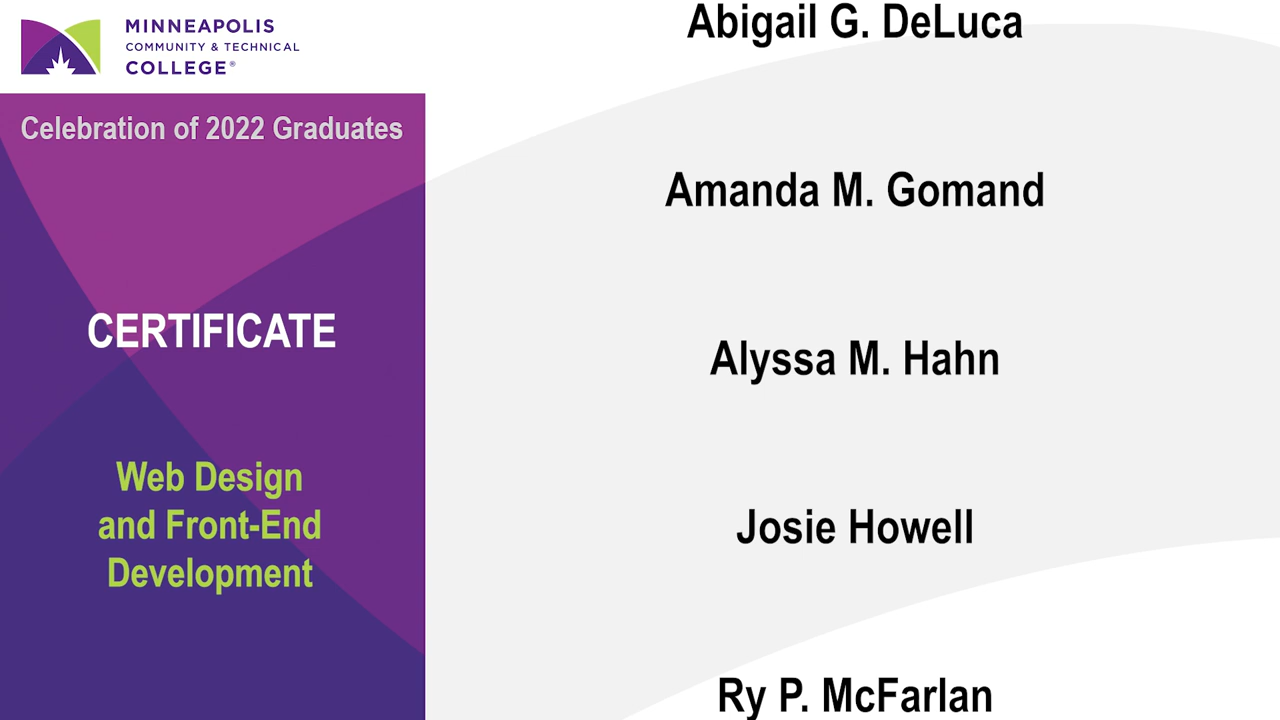 MINNEAPOLIS
COMMUNITY & TECHNICAL
COLLEGE®
Celebration of 2022 Graduates
CERTIFICATE
Web Design
and Front-End
Development
Abigail G. DeLuca
Amanda M. Gomand
Alyssa M. Hahn
Josie Howell
Ry P. McFarlan